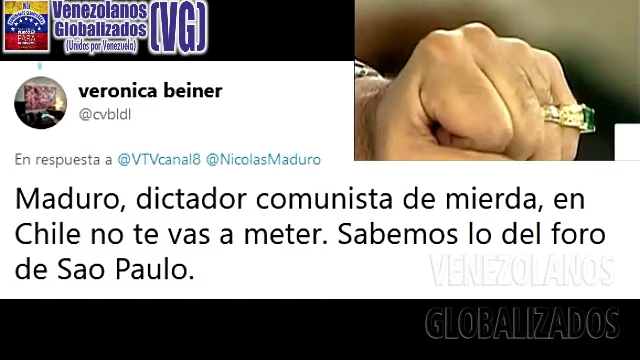 Venezolanos
Globalizados (VG)
(Unidos por Venezuela)
veronica beiner
@cvbldl
En respuesta a @VTVcanal8 @NicolasMaduro
Maduro, dictador comunista de mierda, en
Chile no te vas a meter. Sabemos lo del foro
de Sao Paulo.
VENEZOLANOS
GLOBALIZADOS